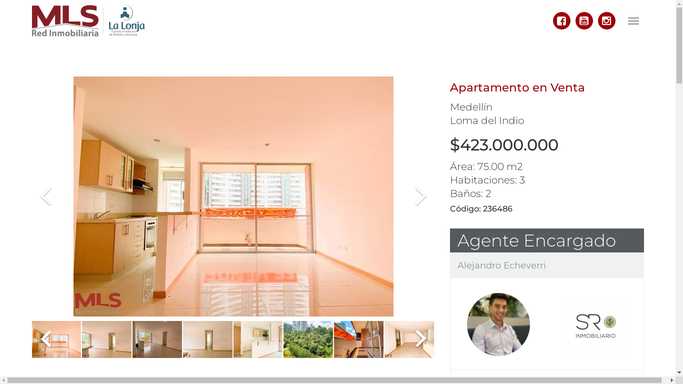 MLS
Red Inmobiliaria
La Lonja
Apartamento en Venta
Medellín
Loma del Indio
$423.000.000
Área: 75.00 m2
Habitaciones: 3
Baños: 2
Código: 236486
Agente Encargado
Alejandro Echeverri
MLS
SR
INMOBILIARIO